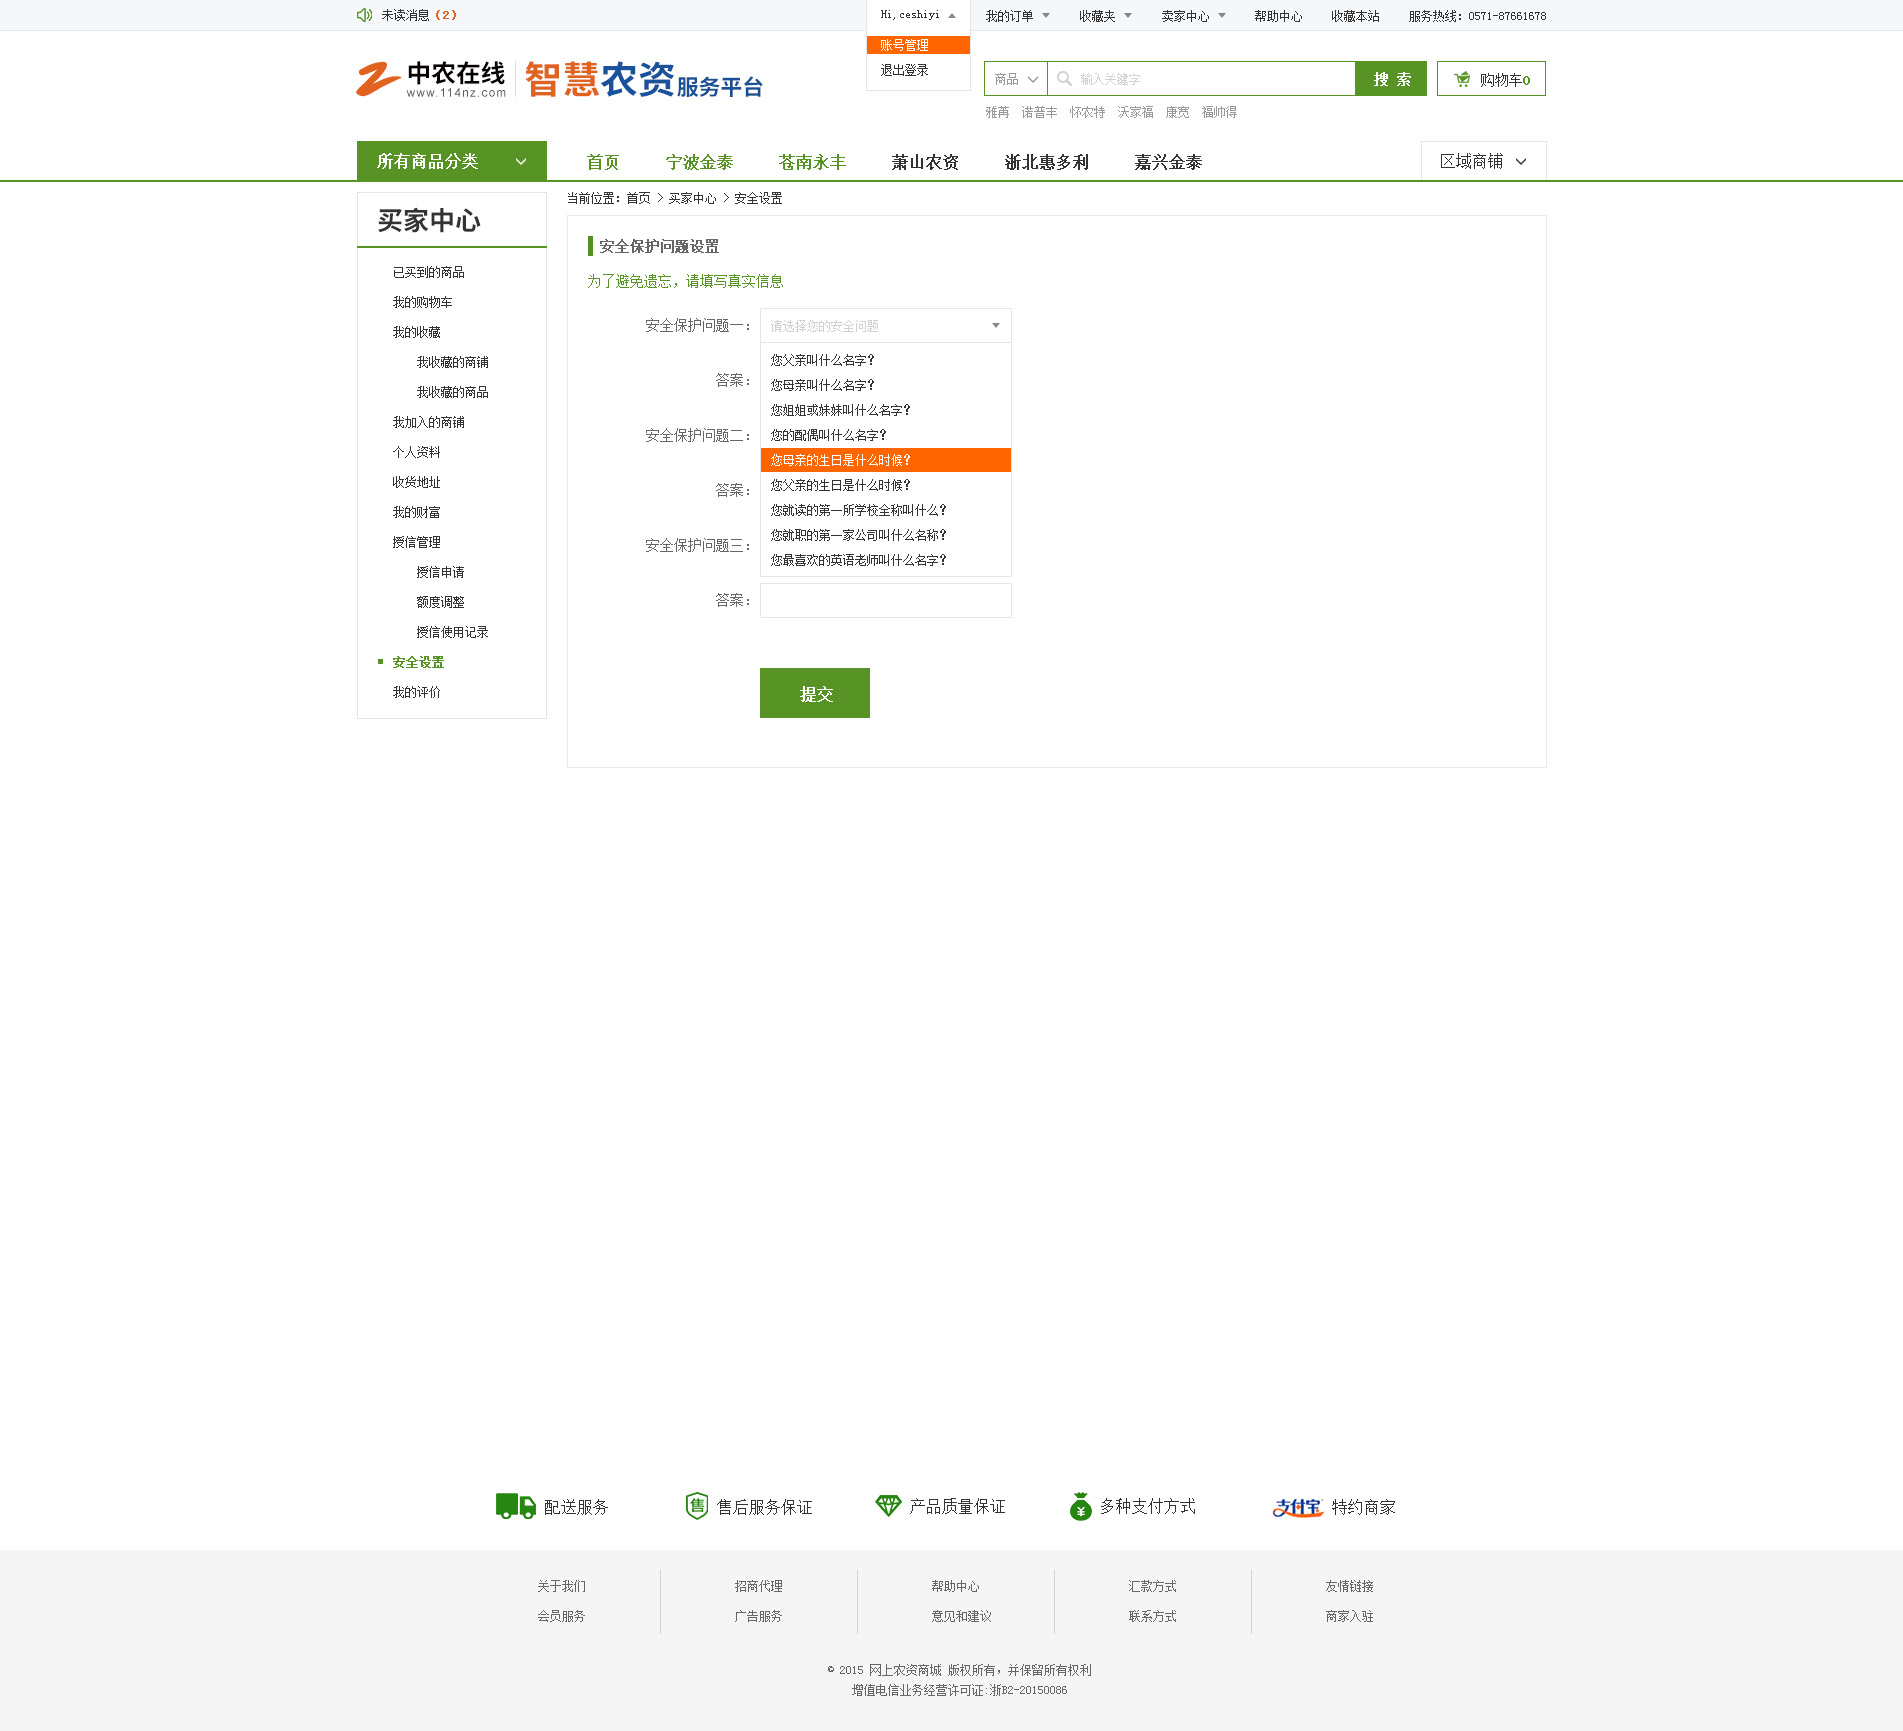 未读消息（2）
Hi,ceshiyi
我的订单
收藏夹
卖家中心
帮助中心
收藏本站
服务热线：0571-87661678
账号管理
退出登录
中农在线
www.114nz.com
智慧农资服务平台
商品
输入关键字
搜 索
购物车0
雅苒 诺普丰 怀农特 沃家福 康宽 福帅得
所有商品分类
首页
宁波金泰
苍南永丰
萧山农资
浙北惠多利
嘉兴金泰
区域商铺
当前位置：首页 > 买家中心 > 安全设置
买家中心
已买到的商品
我的购物车
我的收藏
我收藏的商铺
我收藏的商品
我加入的商铺
个人资料
收货地址
我的财富
授信管理
授信申请
额度调整
授信使用记录
安全设置
我的评价
安全保护问题设置
为了避免遗忘，请填写真实信息
安全保护问题一：
请选择您的安全问题
您父亲叫什么名字？
答案：
您母亲叫什么名字？
您姐姐或妹妹叫什么名字？
安全保护问题二：
您的配偶叫什么名字？
您母亲的生日是什么时候？
答案：
您父亲的生日是什么时候？
您就读的第一所学校全称叫什么？
安全保护问题三：
您就职的第一家公司叫什么名称？
您最喜欢的英语老师叫什么名字？
答案：
提交
配送服务
售
售后服务保证
产品质量保证
¥
多种支付方式
支付宝
特约商家
关于我们
招商代理
帮助中心
汇款方式
友情链接
会员服务
广告服务
意见和建议
联系方式
商家入驻
© 2015 网上农资商城 版权所有，并保留所有权利
增值电信业务经营许可证:浙B2-20150086